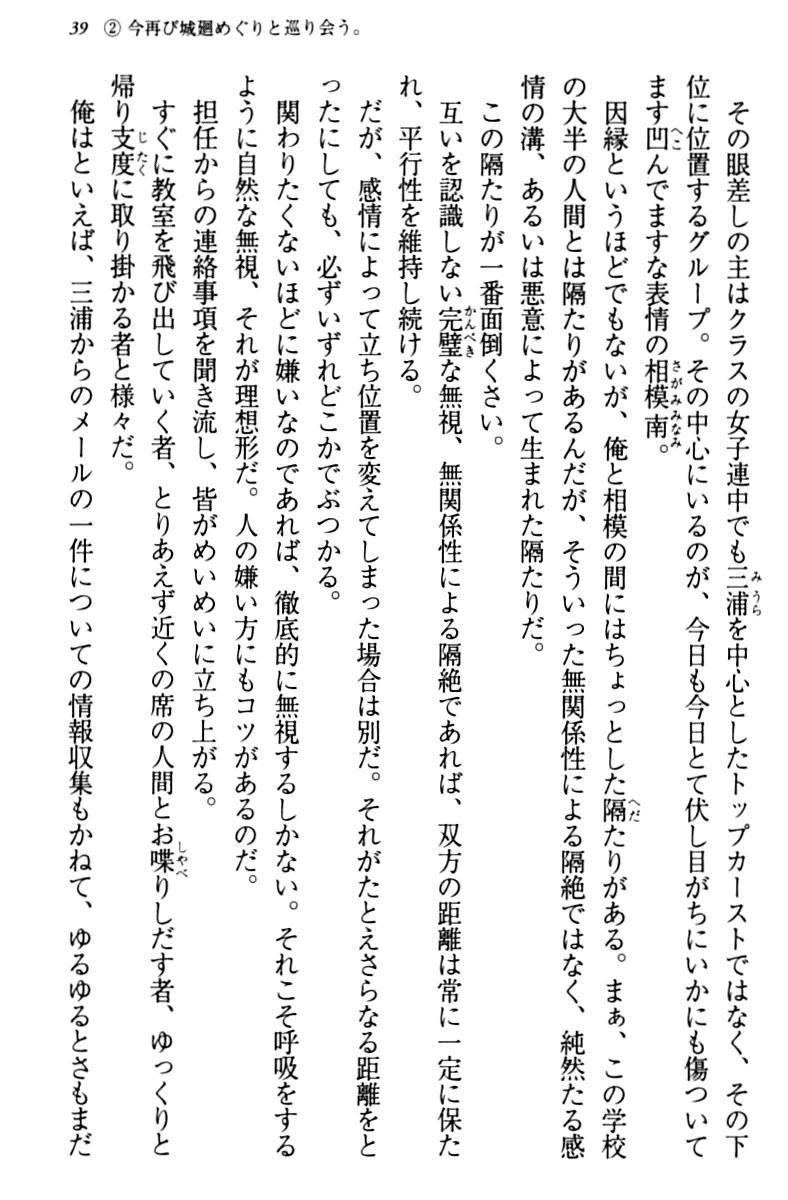 39 ② 今再び城廻めぐりと巡り会う。
その眼差しの主はクラスの女子連中でも三浦を中心としたトップカーストではなく、その下
位に位置するグループ。その中心にいるのが、今日も今日とて伏し目がちにいかにも傷ついて
ます凹んでますな表情の相模南。
因縁というほどでもないが、俺と相模の間にはちょっとした隔たりがある。まぁ、この学校
の大半の人間とは隔たりがあるんだが、そういった無関係性による隔絶ではなく、純然たる感
情の溝、あるいは悪意によって生まれた隔たりだ。
この隔たりが一番面倒くさい。
互いを認識しない完璧な無視、無関係性による隔絶であれば、双方の距離は常に一定に保た
れ、平行性を維持し続ける。
だが、感情によって立ち位置を変えてしまった場合は別だ。それがたとえさらなる距離をと
ったにしても、必ずいずれどこかでぶつかる。
関わりたくないほどに嫌いなのであれば、徹底的に無視するしかない。それこそ呼吸をする
ように自然な無視、それが理想形だ。人の嫌い方にもコツがあるのだ。
担任からの連絡事項を聞き流し、皆がめいめいに立ち上がる。
すぐに教室を飛び出していく者、とりあえず近くの席の人間とお喋りしだす者、ゆっくりと
帰り支度に取り掛かる者と様々だ。
俺はといえば、三浦からのメールの一件についての情報収集もかねて、ゆるゆるとさもまだ